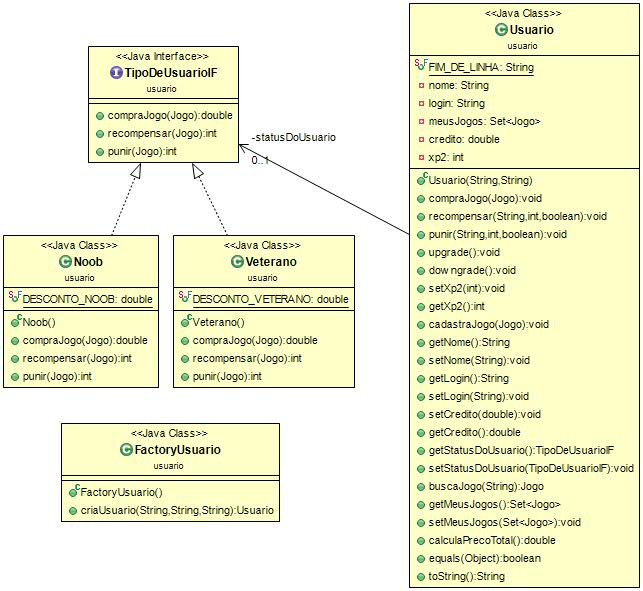 <<Java Interface>>
TipoDeUsuarioIF
usuario
compraJogo(Jogo):double
recompensar(Jogo):int
punir(Jogo):int
-statusDoUsuario
0..1
<<Java Class>>
Noob
usuario
DESCONTO_NOOB: double
Noob()
compraJogo(Jogo):double
recompensar(Jogo):int
punir(Jogo):int
<<Java Class>>
Veterano
usuario
DESCONTO_VETERANO: double
Veterano()
compraJogo(Jogo):double
recompensar(Jogo):int
punir(Jogo):int
<<Java Class>>
FactoryUsuario
usuario
FactoryUsuario()
criaUsuario(String,String,String):Usuario
<<Java Class>>
Usuario
usuario
FIM_DE_LINHA: String
nome: String
login: String
meusJogos: Set<Jogo>
credito: double
xp2: int
Usuario(String,String)
compraJogo(Jogo):void
recompensar(String,int,boolean):void
punir(String,int,boolean):void
upgrade():void
downgrade():void
setXp2(int):void
getXp2():int
cadastraJogo(Jogo):void
getNome():String
setNome(String):void
getLogin():String
setLogin(String):void
setCredito(double):void
getCredito():double
getStatusDoUsuario():TipoDeUsuarioIF
setStatusDoUsuario(TipoDeUsuarioIF):void
buscaJogo(String):Jogo
getMeusJogos():Set<Jogo>
setMeusJogos(Set<Jogo>):void
calculaPrecoTotal():double
equals(Object):boolean
toString():String